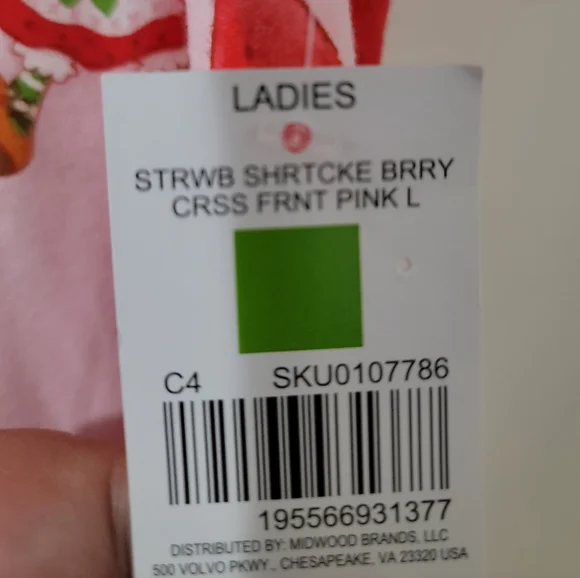 LADIES
STRWB SHRTCKE BRRY
CRSS FRNT PINK L
C4 SKU0107786
195566931377
DISTRIBUTED BY: MIDWOOD BRANDS, LLC
500 VOLVO PKWY., CHESAPEAKE, VA 23320 USA